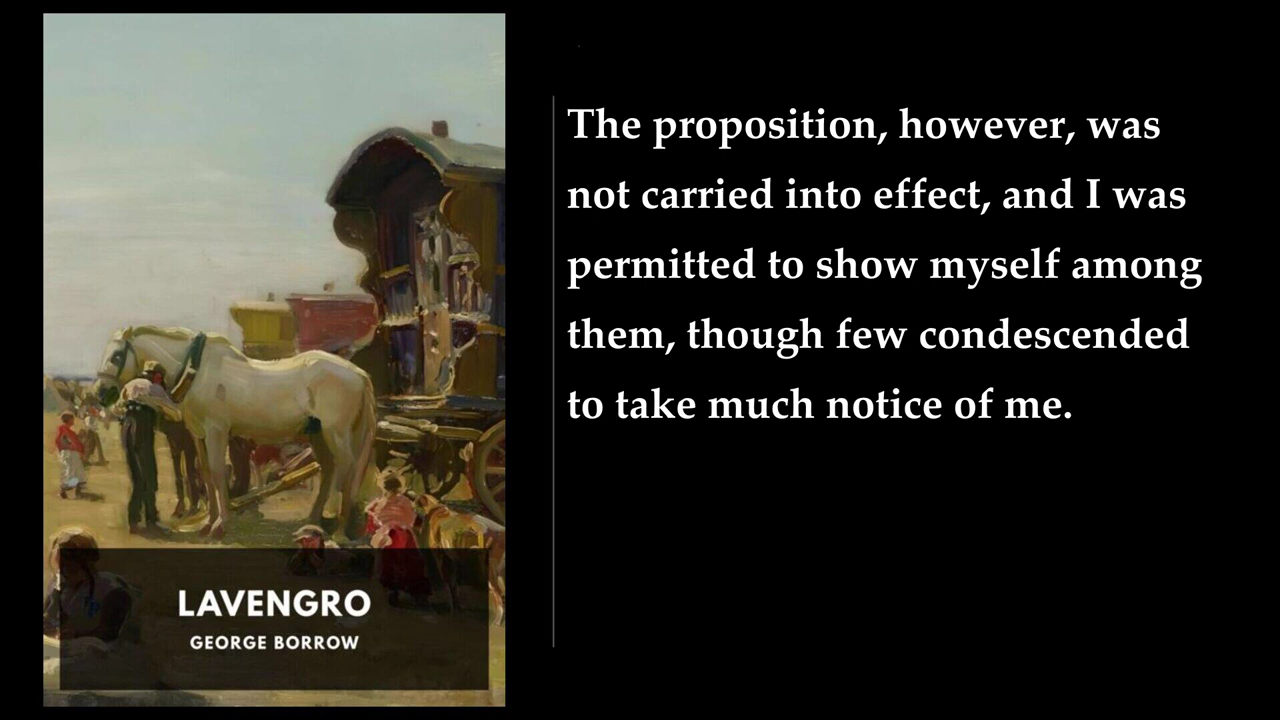 LAVENGRO
GEORGE BORROW
The proposition, however, was
not carried into effect, and I was
permitted to show myself among
them, though few condescended
to take much notice of me.